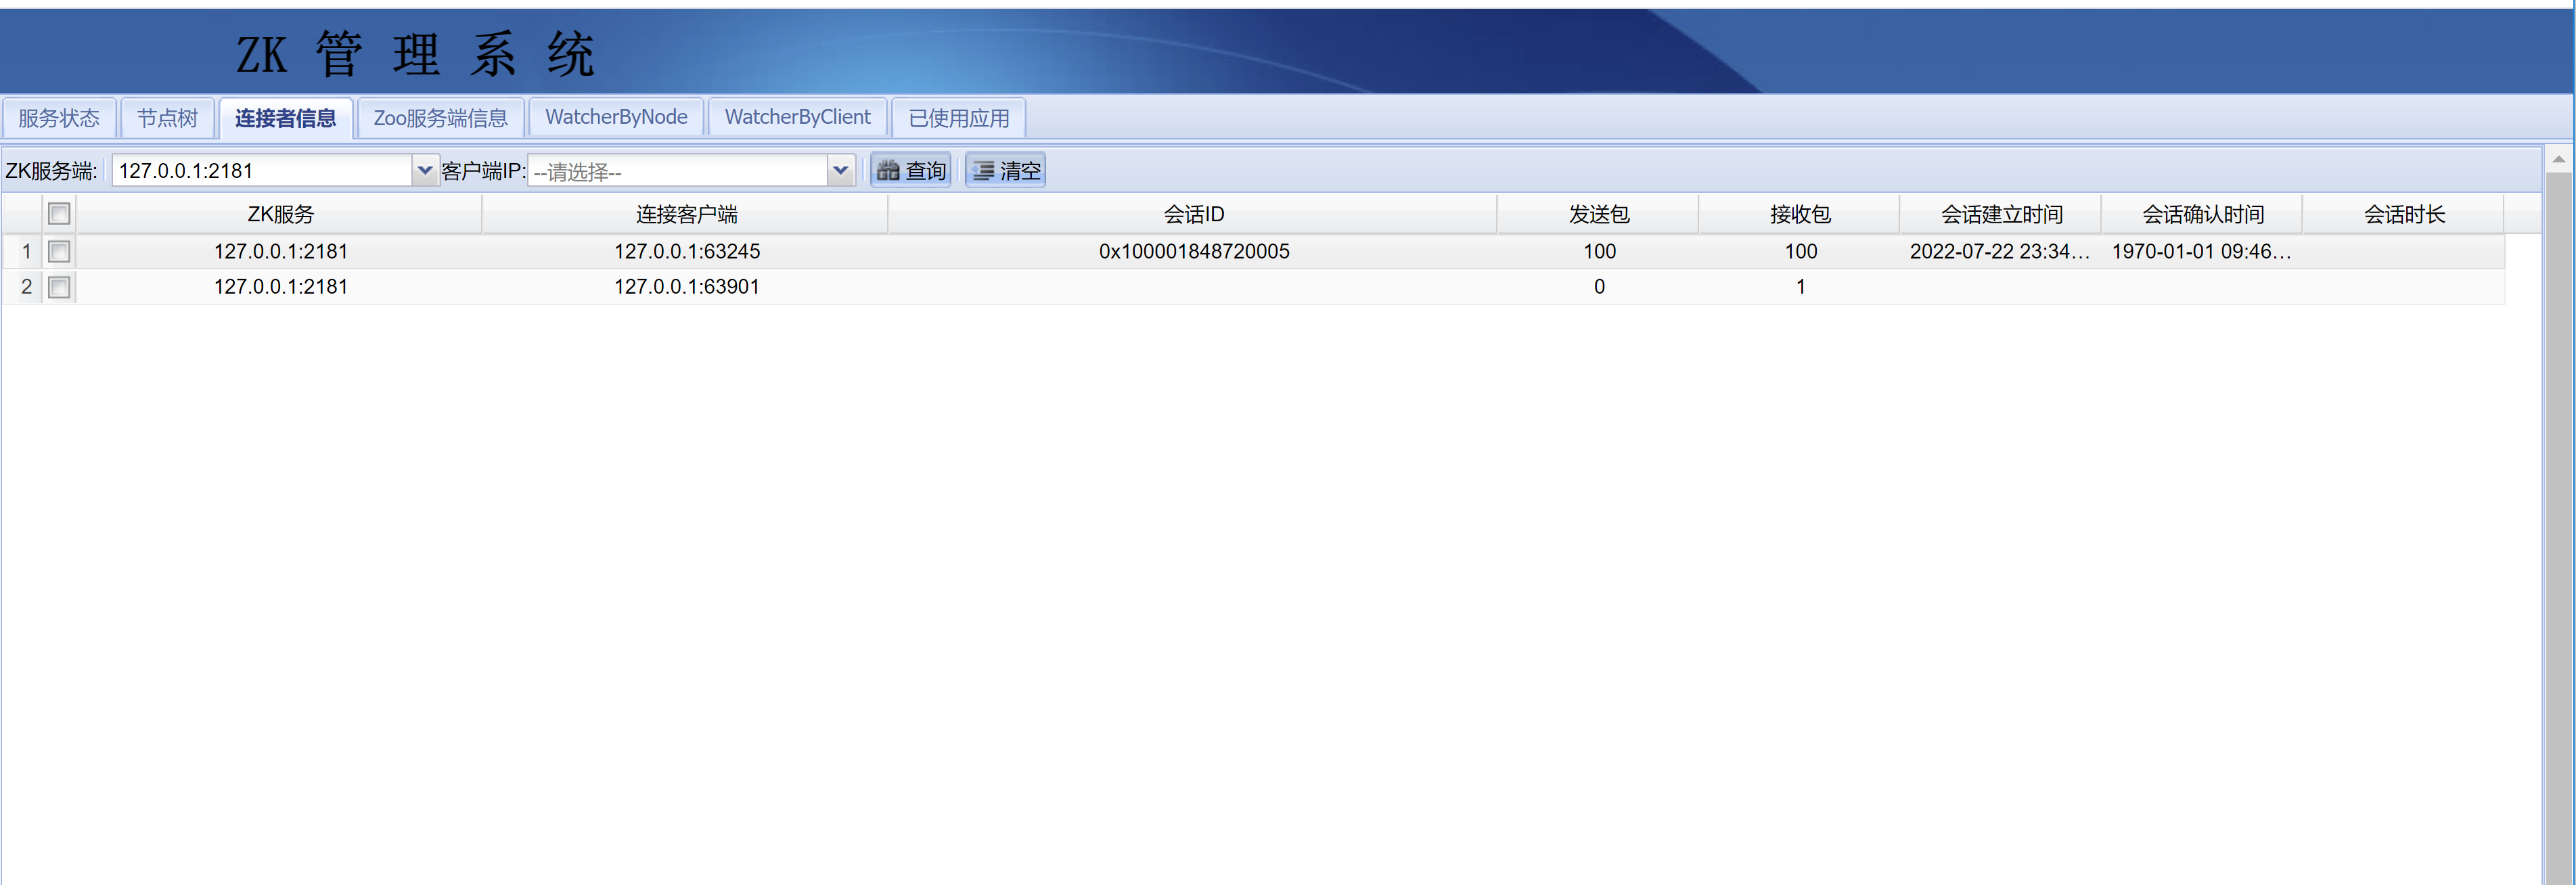 ZK 管 理 系 统
服务状态 节点树 连接者信息 Zoo服务端信息 WatcherByNode WatcherByClient 已使用应用
ZK服务端: 127.0.0.1:2181 客户端IP: --请选择-- 查询 清空
ZK服务 连接客户端 会话ID 发送包 接收包 会话建立时间 会话确认时间 会话时长
1 127.0.0.1:2181 127.0.0.1:63245 0x100001848720005 100 100 2022-07-22 23:34... 1970-01-01 09:46...
2 127.0.0.1:2181 127.0.0.1:63901 0 1